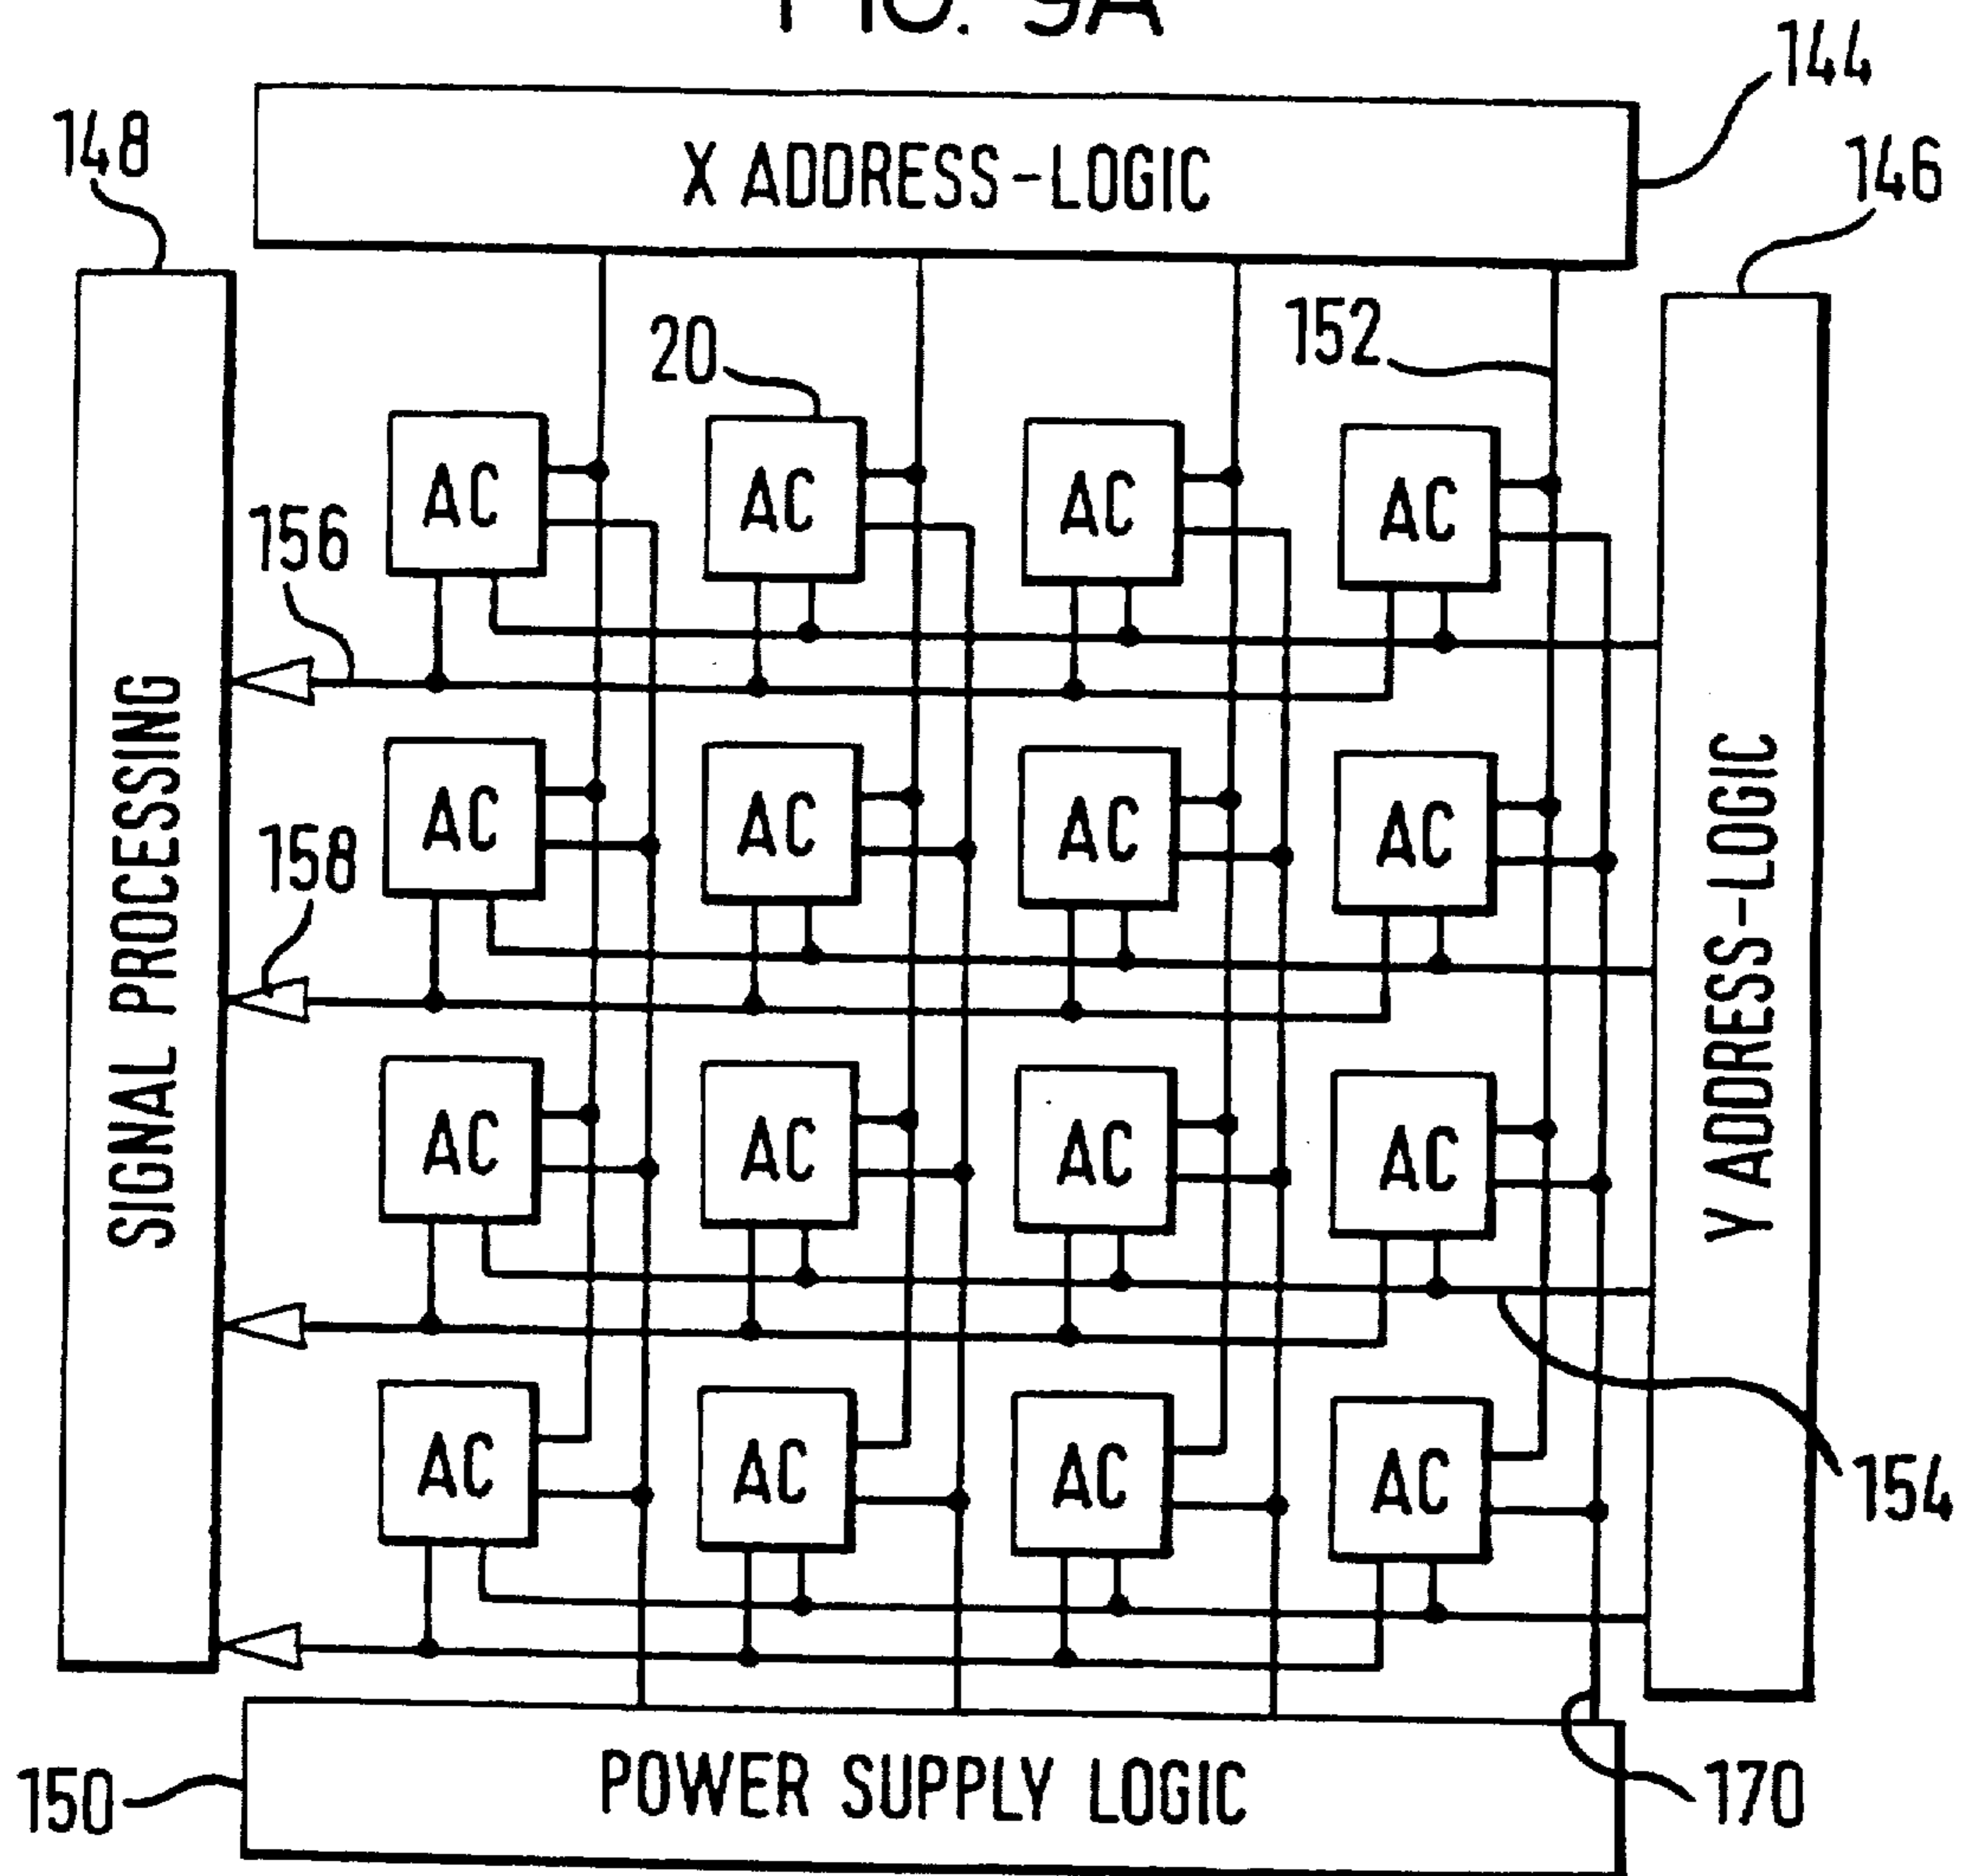 FIG. 9A
144
148
X ADDRESS-LOGIC
146
20
152
AC AC AC AC
156
SIGNAL PROCESSING
Y ADDRESS-LOGIC
AC AC AC AC
158
AC AC AC AC
AC AC AC AC
154
150
POWER SUPPLY LOGIC
170